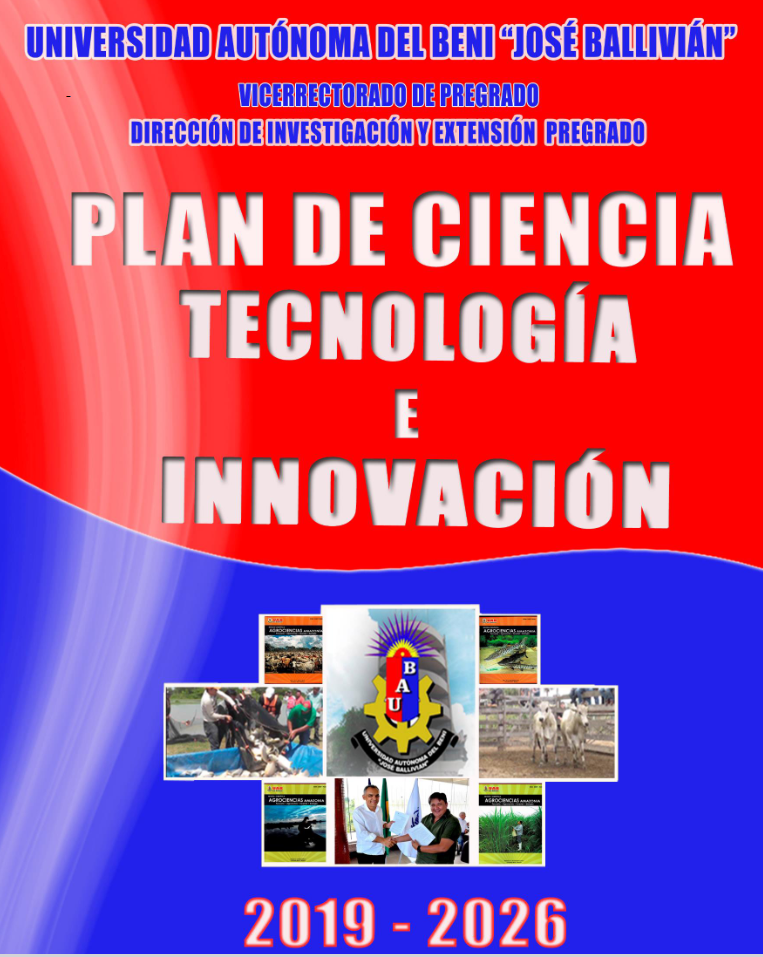 UNIVERSIDAD AUTÓNOMA DEL BENI “JOSÉ BALLIVIÁN”
VICERRECTORADO DE PREGRADO
DIRECCIÓN DE INVESTIGACIÓN Y EXTENSIÓN PREGRADO
PLAN DE CIENCIA
TECNOLOGÍA
E
INNOVACIÓN
AGROCIENCIAS AMAZONIA
AGROCIENCIAS AMAZONIA
B
A
U
UNIVERSIDAD AUTÓNOMA DEL BENI
"JOSÉ BALLIVIÁN"
AGROCIENCIAS AMAZONIA
AGROCIENCIAS AMAZONIA
2019 - 2026